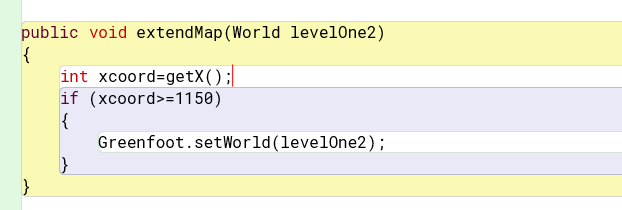 public void extendMap(World levelOne2)
{
int xcoord=getX();
if (xcoord>=1150)
{
Greenfoot.setWorld(levelOne2);
}
}